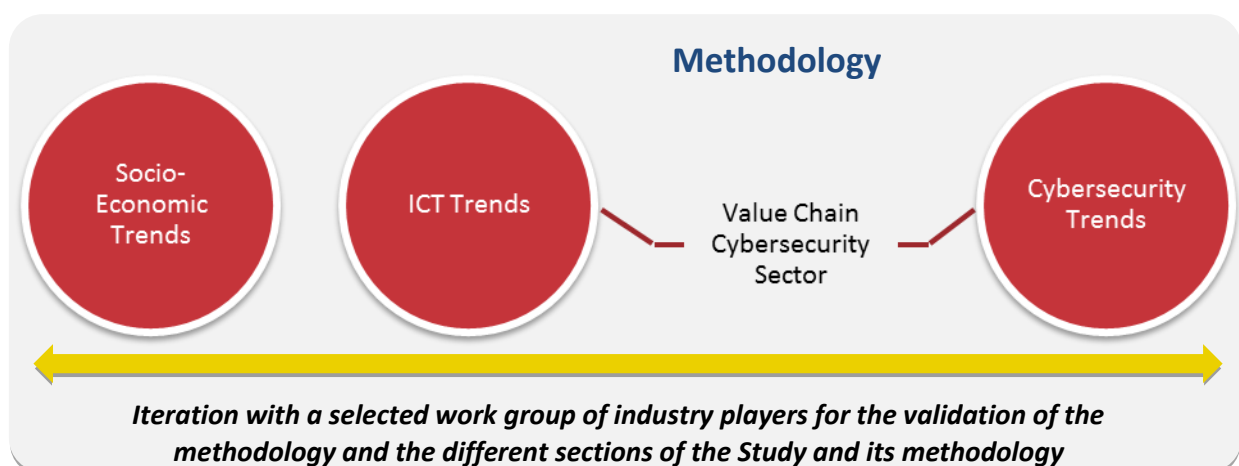 Methodology
Socio-
Economic
Trends
ICT Trends
Value Chain
Cybersecurity
Sector
Cybersecurity
Trends
Iteration with a selected work group of industry players for the validation of the
methodology and the different sections of the Study and its methodology